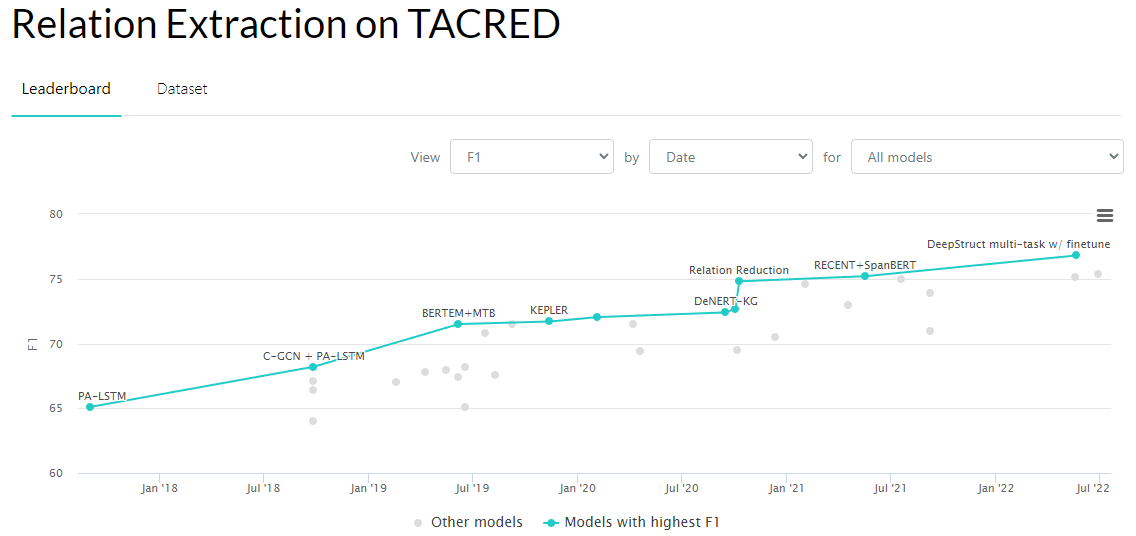 Relation Extraction on TACRED
Leaderboard Dataset
View F1 by Date for All models
80
DeepStruct multi-task w/ finetune
Relation Reduction RECENT+SpanBERT
75
DeNERT-KG
BERTEM+MTB KEPLER
F1
70
C-GCN + PA-LSTM
PA-LSTM
65
60
Jan '18 Jul '18 Jan '19 Jul '19 Jan '20 Jul '20 Jan '21 Jul '21 Jan '22 Jul '22
Other models Models with highest F1